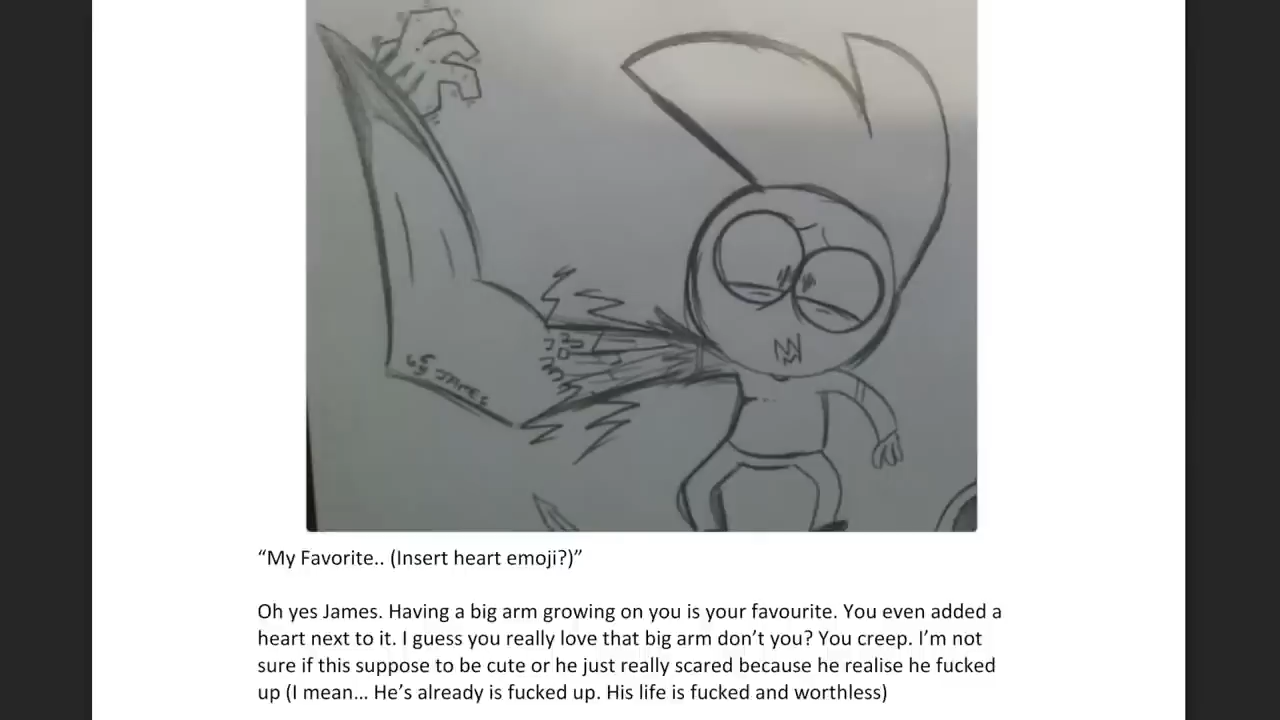 JAMES
“My Favorite.. (Insert heart emoji?)”
Oh yes James. Having a big arm growing on you is your favourite. You even added a
heart next to it. I guess you really love that big arm don’t you? You creep. I’m not
sure if this suppose to be cute or he just really scared because he realise he fucked
up (I mean... He’s already is fucked up. His life is fucked and worthless)